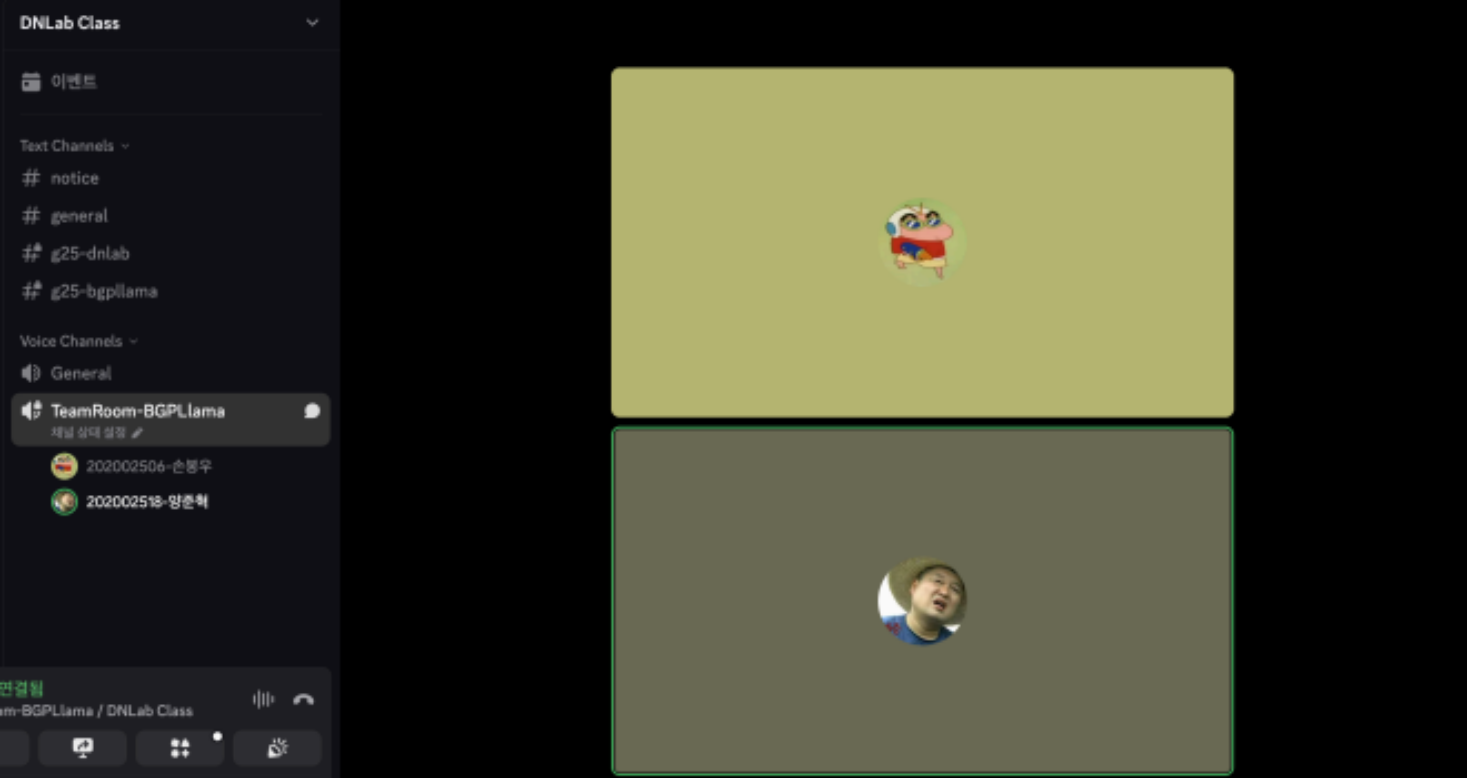 DNLab Class
이벤트
Text Channels
notice
general
g25-dnlab
g25-bgpllama
Voice Channels
General
TeamRoom-BGPLlama
채널 상태 설정
202002506-손봉우
202002518-양준혁
연결됨
am-BGPLlama / DNLab Class